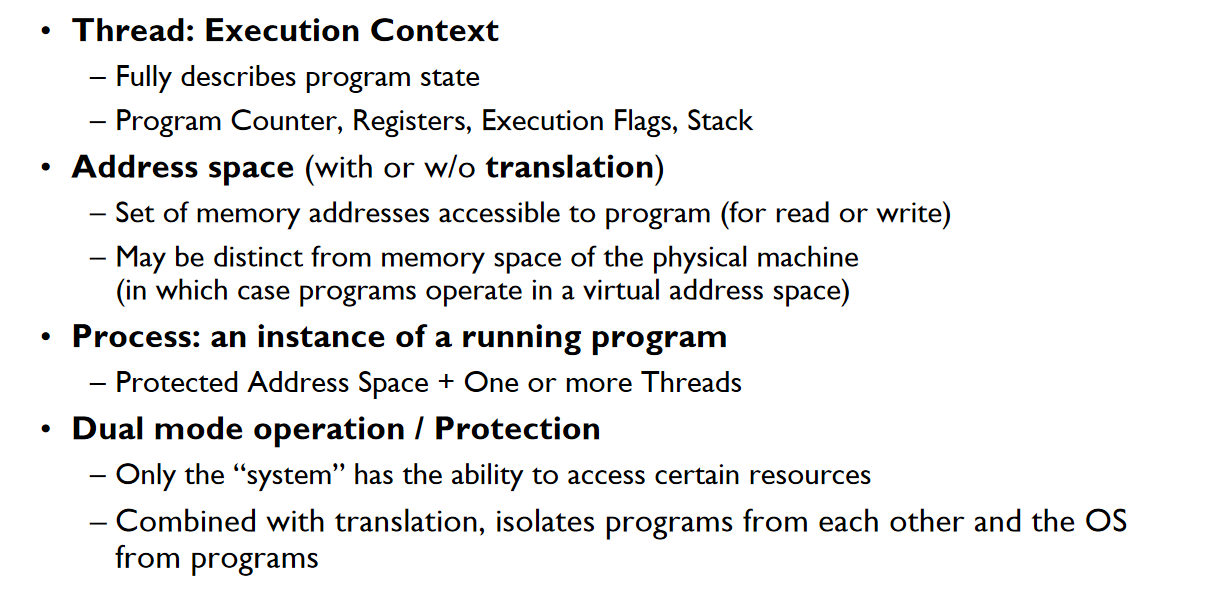 • Thread: Execution Context
– Fully describes program state
– Program Counter, Registers, Execution Flags, Stack
• Address space (with or w/o translation)
– Set of memory addresses accessible to program (for read or write)
– May be distinct from memory space of the physical machine
(in which case programs operate in a virtual address space)
• Process: an instance of a running program
– Protected Address Space + One or more Threads
• Dual mode operation / Protection
– Only the “system” has the ability to access certain resources
– Combined with translation, isolates programs from each other and the OS
from programs